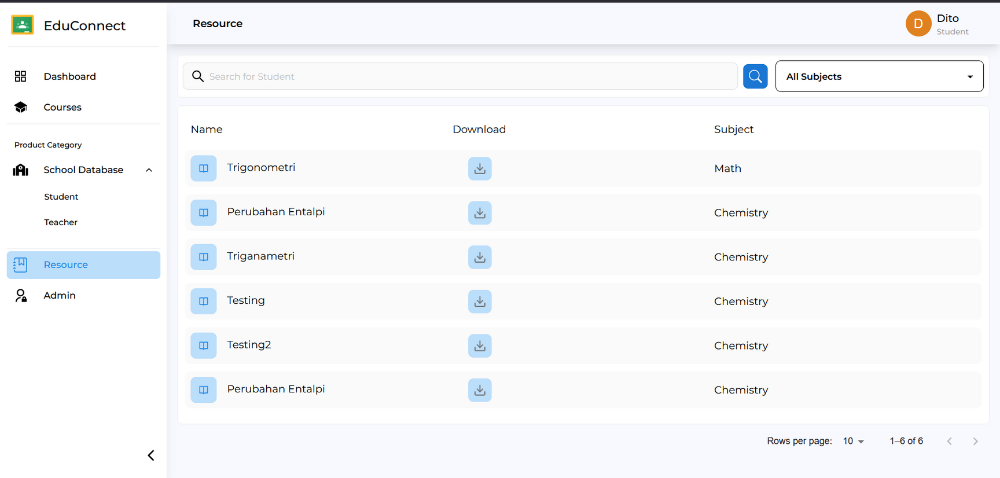 EduConnect
Resource
D
Dito
Student
Dashboard
Courses
Product Category
School Database
Student
Teacher
Resource
Admin
Search for Student
All Subjects
Name Download Subject
Trigonometri Math
Perubahan Entalpi Chemistry
Triganametri Chemistry
Testing Chemistry
Testing2 Chemistry
Perubahan Entalpi Chemistry
Rows per page: 10 1–6 of 6